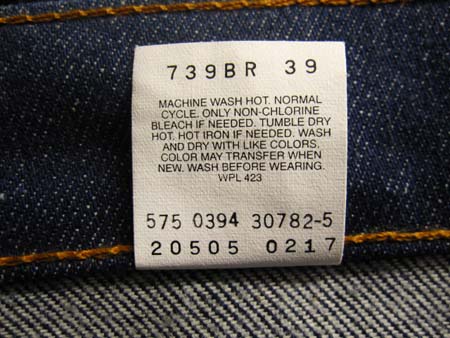 739BR 39
MACHINE WASH HOT. NORMAL
CYCLE. ONLY NON-CHLORINE
BLEACH IF NEEDED. TUMBLE DRY
HOT. HOT IRON IF NEEDED. WASH
AND DRY WITH LIKE COLORS.
COLOR MAY TRANSFER WHEN
NEW. WASH BEFORE WEARING.
WPL 423
575 0394 30782-5
20505 0217